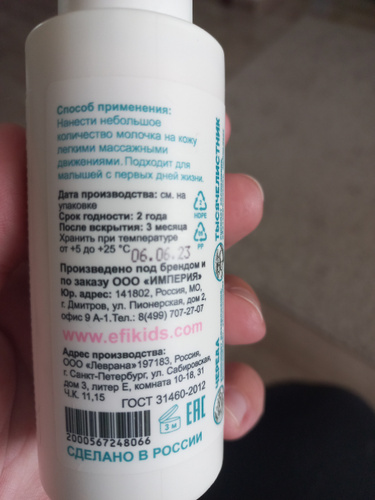 Способ применения:
Нанести небольшое
количество молочка на кожу
легкими массажными
движениями. Подходит для
малышей с первых дней жизни.
Дата производства: см. на
упаковке
Срок годности: 2 года
После вскрытия: 3 месяца
Хранить при температуре
от +5 до +25 °C
06.06.23
Произведено под брендом и
по заказу ООО «ИМПЕРИЯ»
Юр. адрес: 141802, Россия, МО,
г. Дмитров, ул. Пионерская, дом 2,
офис 9 А-1.Тел.: 8(499) 707-27-07
www.efikids.com
Адрес производства:
ООО «Леврана»197183, Россия,
г. Санкт-Петербург, ул. Сабировская,
дом 3, литер Е, комната 10-18, 31
Ч.К. 11,15
ГОСТ 31460-2012
2000567248066
3 м
EAC
СДЕЛАНО В РОССИИ
2
HDPE
PP
ТЫСЯЧЕЛИСТНИК
ЧЕРЕДА